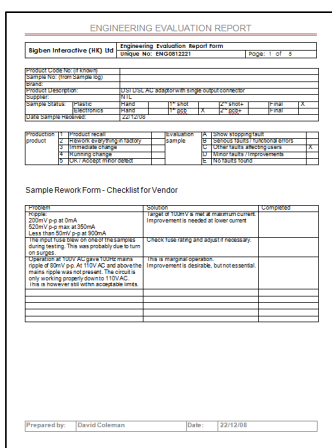 ENGINEERING EVALUATION REPORT
Bigben Interactive (HK) Ltd
Engineering Evaluation Report Form
Unique No: ENG0812221
Page: 1 of 5
Product Code No: (if known)
Sample No: (from Sample log)
Brand:
Product Description: DSi DSL AC adaptor with single output connector
Supplier: NTL
Sample Status: Plastic Hand 1st shot 2nd shot+ Final X
Electronics Hand 1st pcb X 2nd pcb+ Final
Date Sample Received: 22/12/08
Production product
1 Product recall
2 Rework everything in factory
3 Immediate change
4 Running change
5 OK / Accept minor defect
Evaluation sample
A Show stopping fault
B Serious faults / functional errors
C Other faults affecting users X
D Minor faults / Improvements
E No faults found
Sample Rework Form - Checklist for Vendor
Problem Solution Completed
Ripple:
200mV p-p at 0mA
520mV p-p max at 350mA
Less than 50mV p-p at 900mA
Target of 100mV is met at maximum current.
Improvement is needed at lower current
The input fuse blew on one of the samples
during testing. This was probably due to turn
on surges.
Check fuse rating and adjust if necessary.
Operation at 100V AC gave 100Hz mains
ripple of 80mV pp. At 110V AC and above the
mains ripple was not present. The circuit is
only working properly down to 110V AC.
This is however still within acceptable limits.
This is marginal operation.
Improvement is desirable, but not essential.
Prepared by: David Coleman Date: 22/12/08